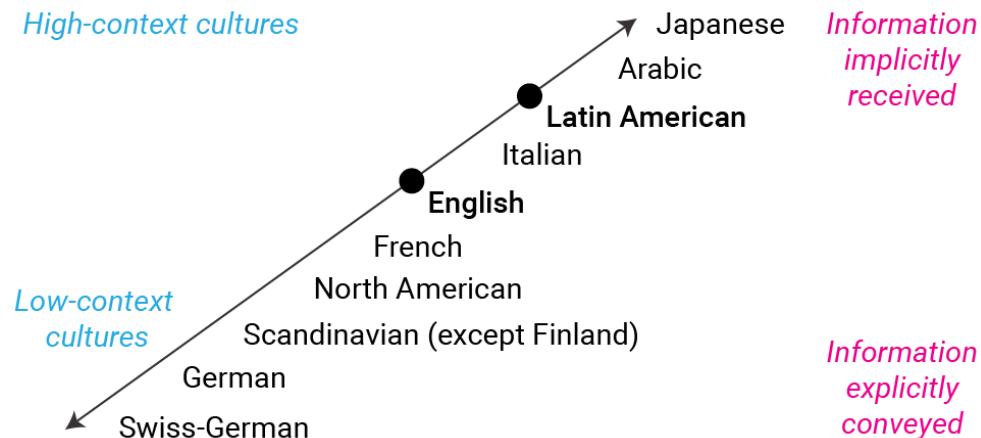 High-context cultures
Japanese
Information
implicitly
received
Arabic
Latin American
Italian
English
French
North American
Low-context
cultures
Scandinavian (except Finland)
Information
explicitly
conveyed
German
Swiss-German